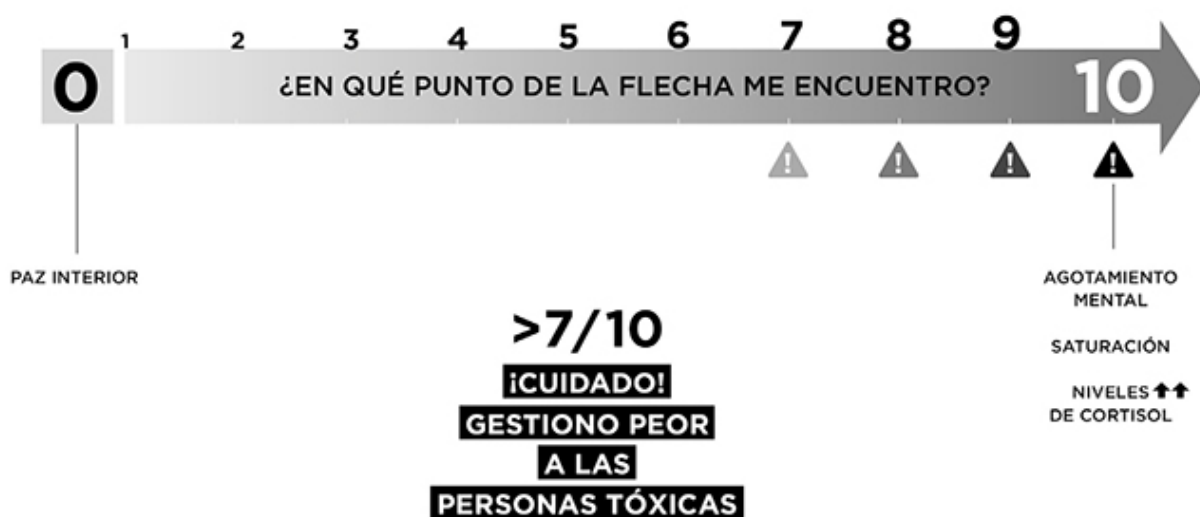 1 2 3 4 5 6 7 8 9
0 ¿EN QUÉ PUNTO DE LA FLECHA ME ENCUENTRO? 10
! ! ! !
PAZ INTERIOR
AGOTAMIENTO
MENTAL
SATURACIÓN
NIVELES ⬆⬆
DE CORTISOL
>7/10
¡CUIDADO!
GESTIONO PEOR
A LAS
PERSONAS TÓXICAS